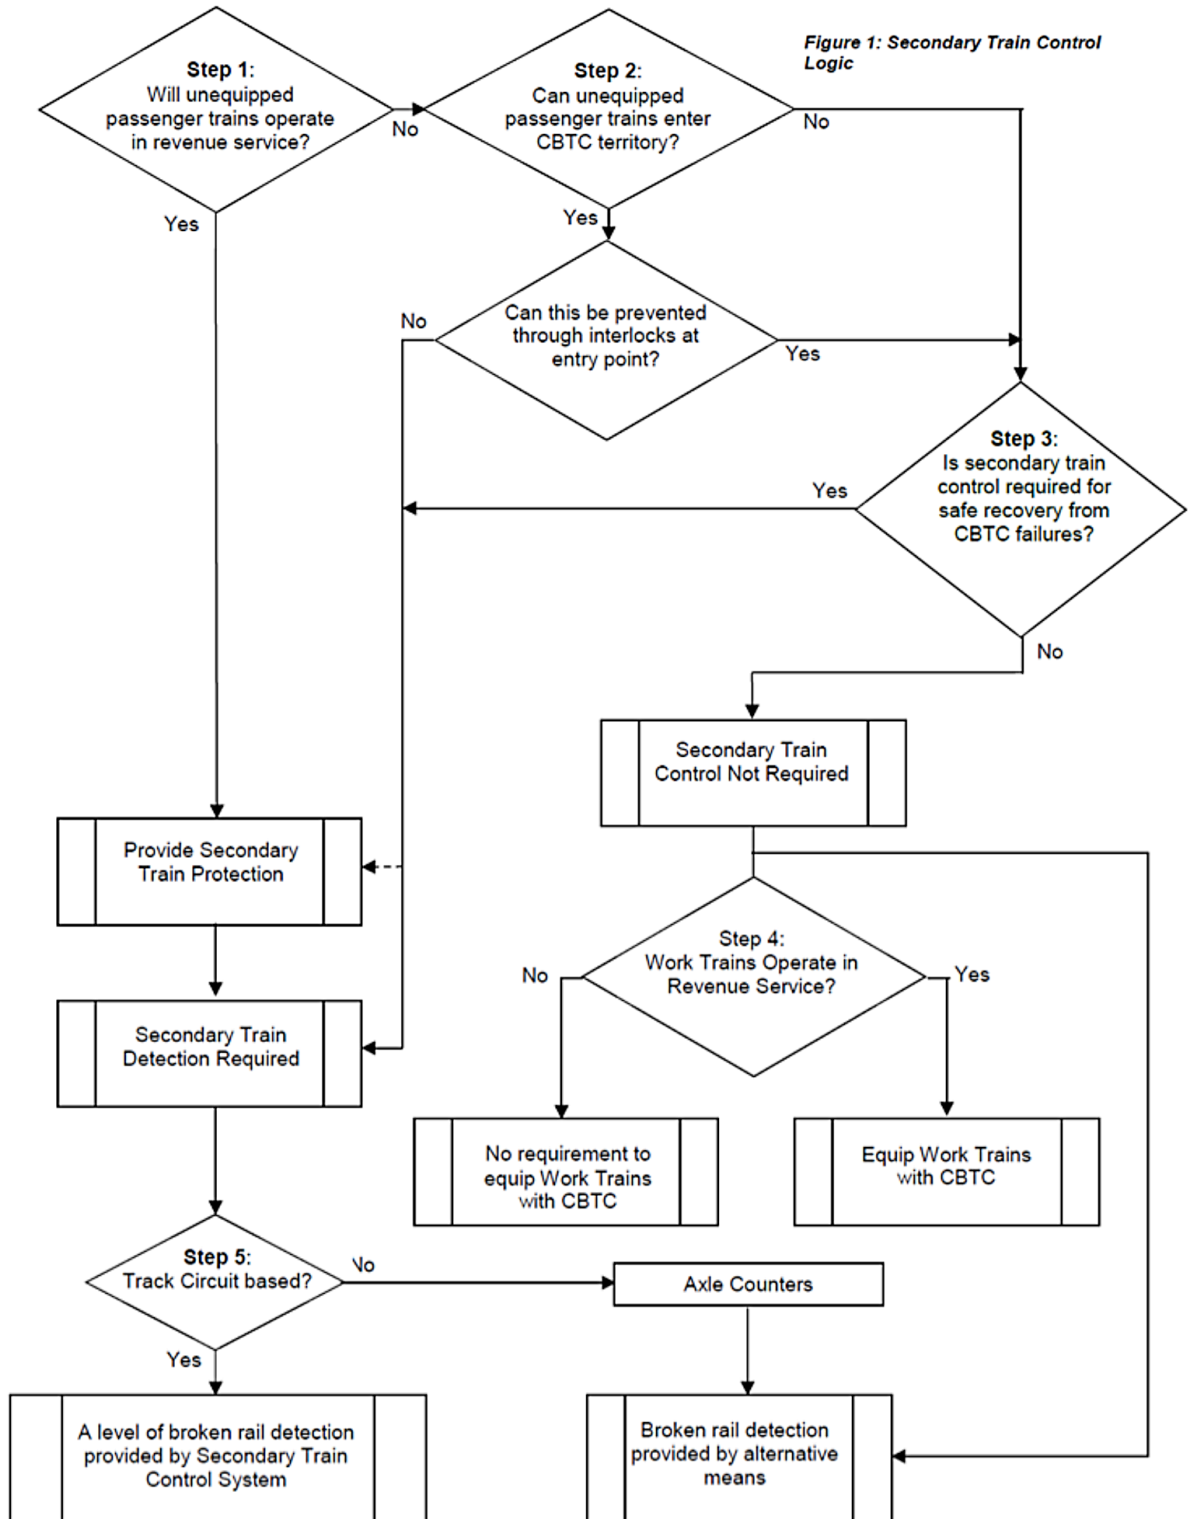 Figure 1: Secondary Train Control
Logic
Step 1:
Will unequipped
passenger trains operate
in revenue service?
No
Yes
Step 2:
Can unequipped
passenger trains enter
CBTC territory?
No
Yes
Can this be prevented
through interlocks at
entry point?
No
Yes
Step 3:
Is secondary train
control required for
safe recovery from
CBTC failures?
Yes
No
Secondary Train
Control Not Required
Provide Secondary
Train Protection
Step 4:
Work Trains Operate in
Revenue Service?
No
Yes
Secondary Train
Detection Required
No requirement to
equip Work Trains
with CBTC
Equip Work Trains
with CBTC
Step 5:
Track Circuit based?
No
Yes
Axle Counters
A level of broken rail detection
provided by Secondary Train
Control System
Broken rail detection
provided by alternative
means